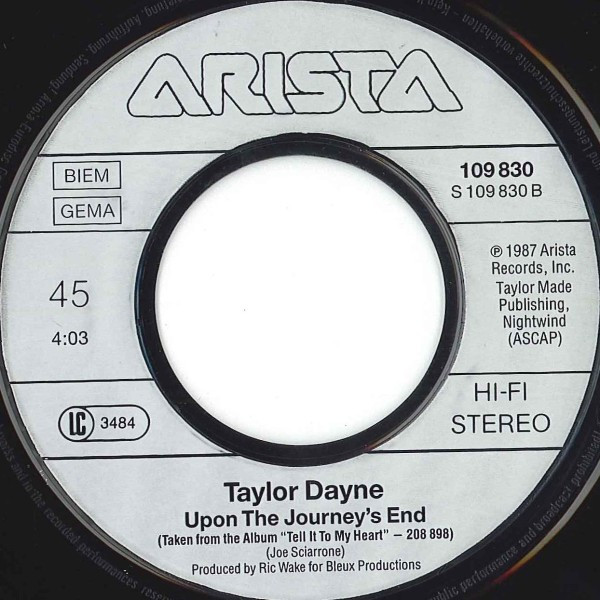 ARISTA
BIEM
GEMA
109 830
S 109 830 B
℗ 1987 Arista
Records, Inc.
Taylor Made
Publishing,
Nightwind
(ASCAP)
45
4:03
LC 3484
HI-FI
STEREO
Taylor Dayne
Upon The Journey's End
(Taken from the Album "Tell It To My Heart" – 208 898)
(Joe Sciarrone)
Produced by Ric Wake for Bleux Productions